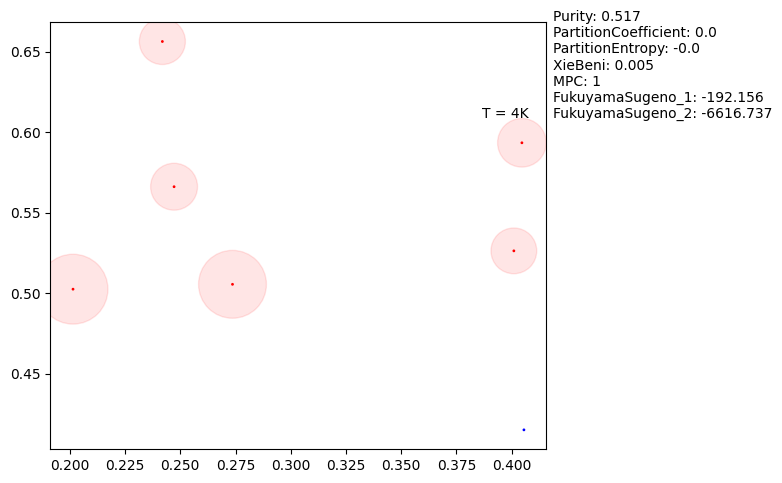 Purity: 0.517
PartitionCoefficient: 0.0
PartitionEntropy: -0.0
XieBeni: 0.005
MPC: 1
FukuyamaSugeno_1: -192.156
FukuyamaSugeno_2: -6616.737
T = 4K
0.65
0.60
0.55
0.50
0.45
0.200 0.225 0.250 0.275 0.300 0.325 0.350 0.375 0.400